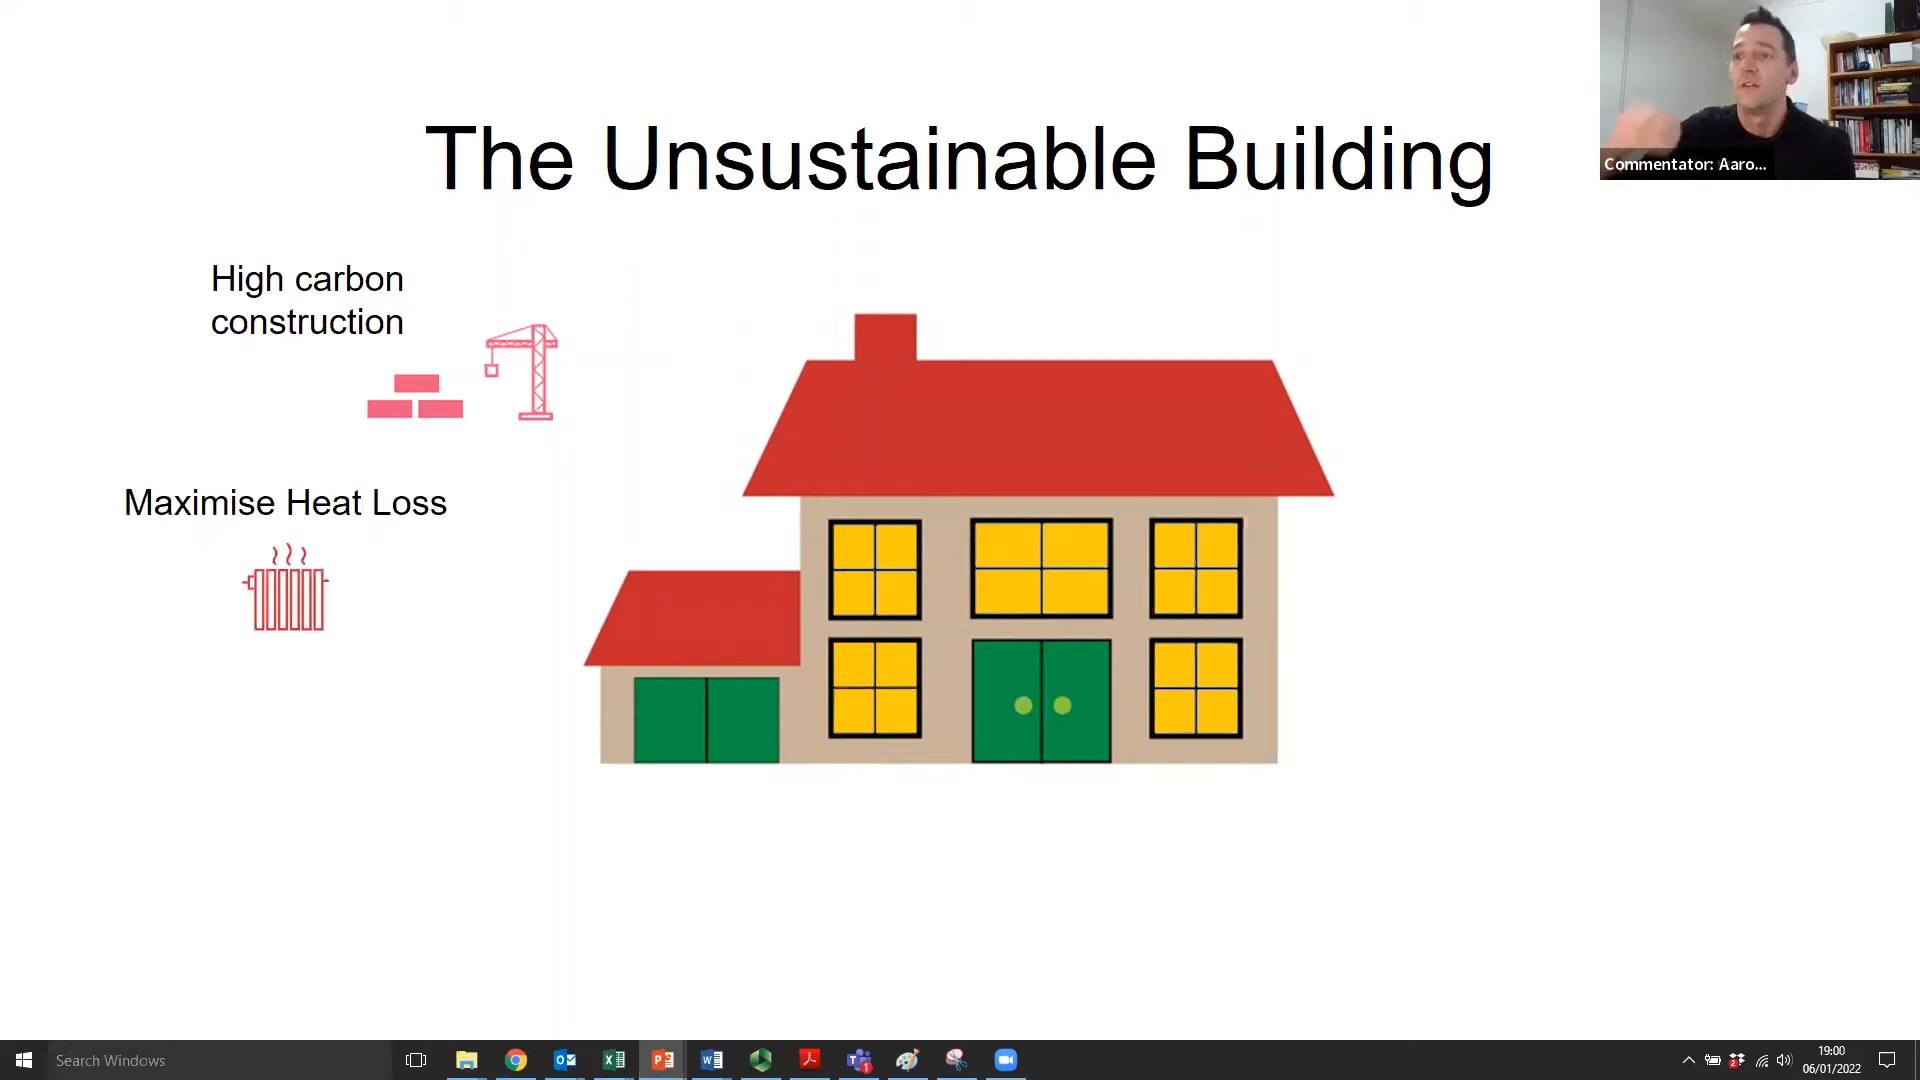 The Unsustainable Building
Commentator: Aaro...
High carbon
construction
Maximise Heat Loss
Search Windows
19:00
06/01/2022